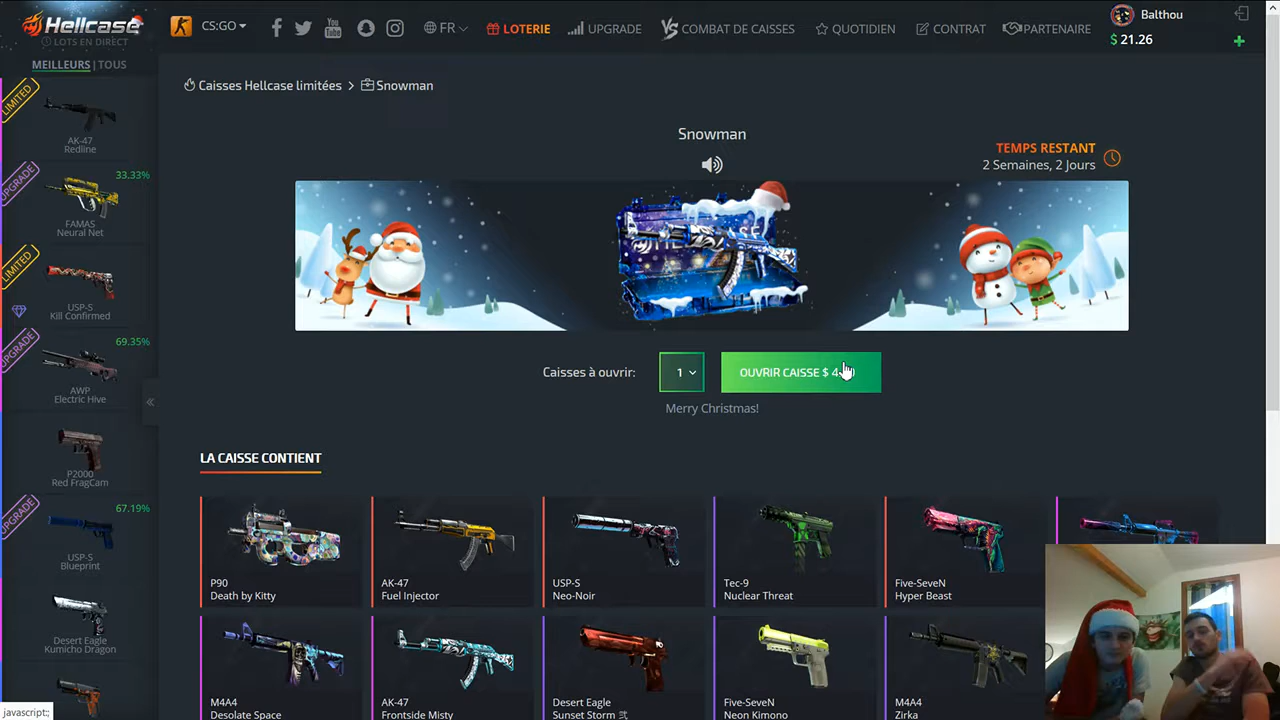 Hellcase
LOTS EN DIRECT
CS:GO
You
Tube
FR
LOTERIE
UPGRADE
COMBAT DE CAISSES
QUOTIDIEN
CONTRAT
PARTENAIRE
Balthou
$ 21.26
MEILLEURS | TOUS
Caisses Hellcase limitées
Snowman
Snowman
TEMPS RESTANT
2 Semaines, 2 Jours
LIMITED
AK-47
Redline
UPGRADE
33.33%
FAMAS
Neural Net
LIMITED
USP-S
Kill Confirmed
UPGRADE
69.35%
AWP
Electric Hive
P2000
Red FragCam
UPGRADE
67.19%
USP-S
Blueprint
Desert Eagle
Kumicho Dragon
Caisses à ouvrir:
1
OUVRIR CAISSE $
Merry Christmas!
LA CAISSE CONTIENT
P90
Death by Kitty
AK-47
Fuel Injector
USP-S
Neo-Noir
Tec-9
Nuclear Threat
Five-SeveN
Hyper Beast
M4A4
Desolate Space
AK-47
Frontside Misty
Desert Eagle
Sunset Storm 弐
Five-SeveN
Neon Kimono
M4A4
Zirka
javascript:;